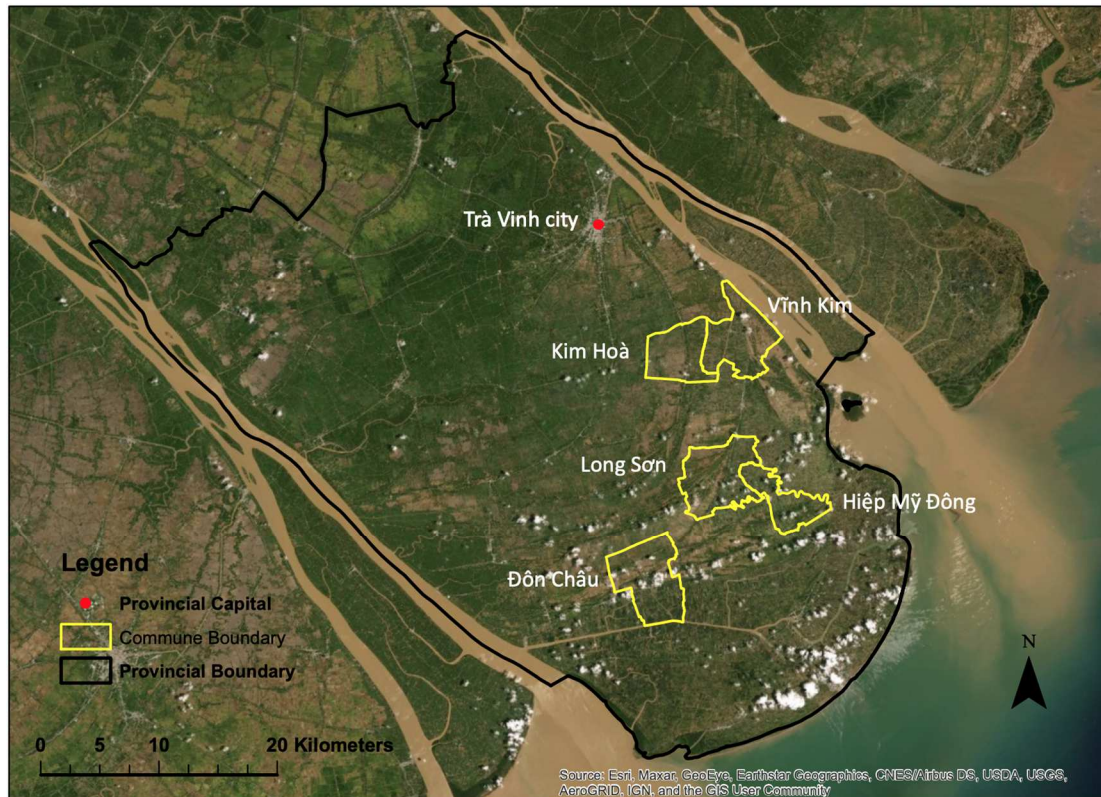 Trà Vinh city
Vĩnh Kim
Kim Hoà
Long Sơn
Hiệp Mỹ Đông
Đôn Châu
Legend
Provincial Capital
Commune Boundary
Provincial Boundary
0 5 10 20 Kilometers
N
Source: Esri, Maxar, GeoEye, Earthstar Geographics, CNES/Airbus DS, USDA, USGS,
AeroGRID, IGN, and the GIS User Community